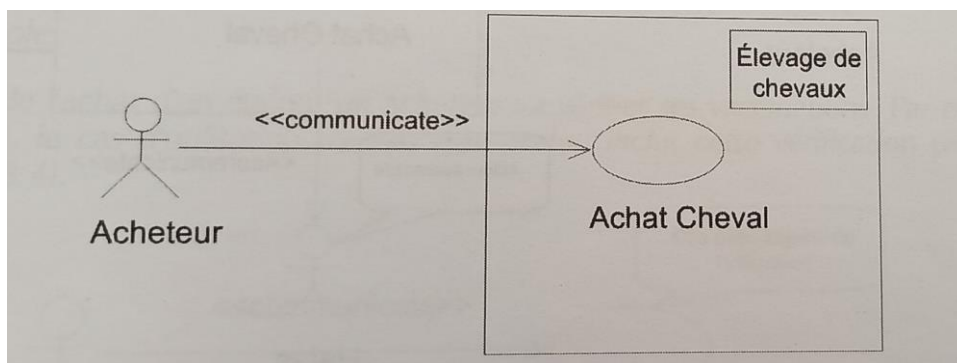 Élevage de
chevaux
<<communicate>>
Acheteur
Achat Cheval